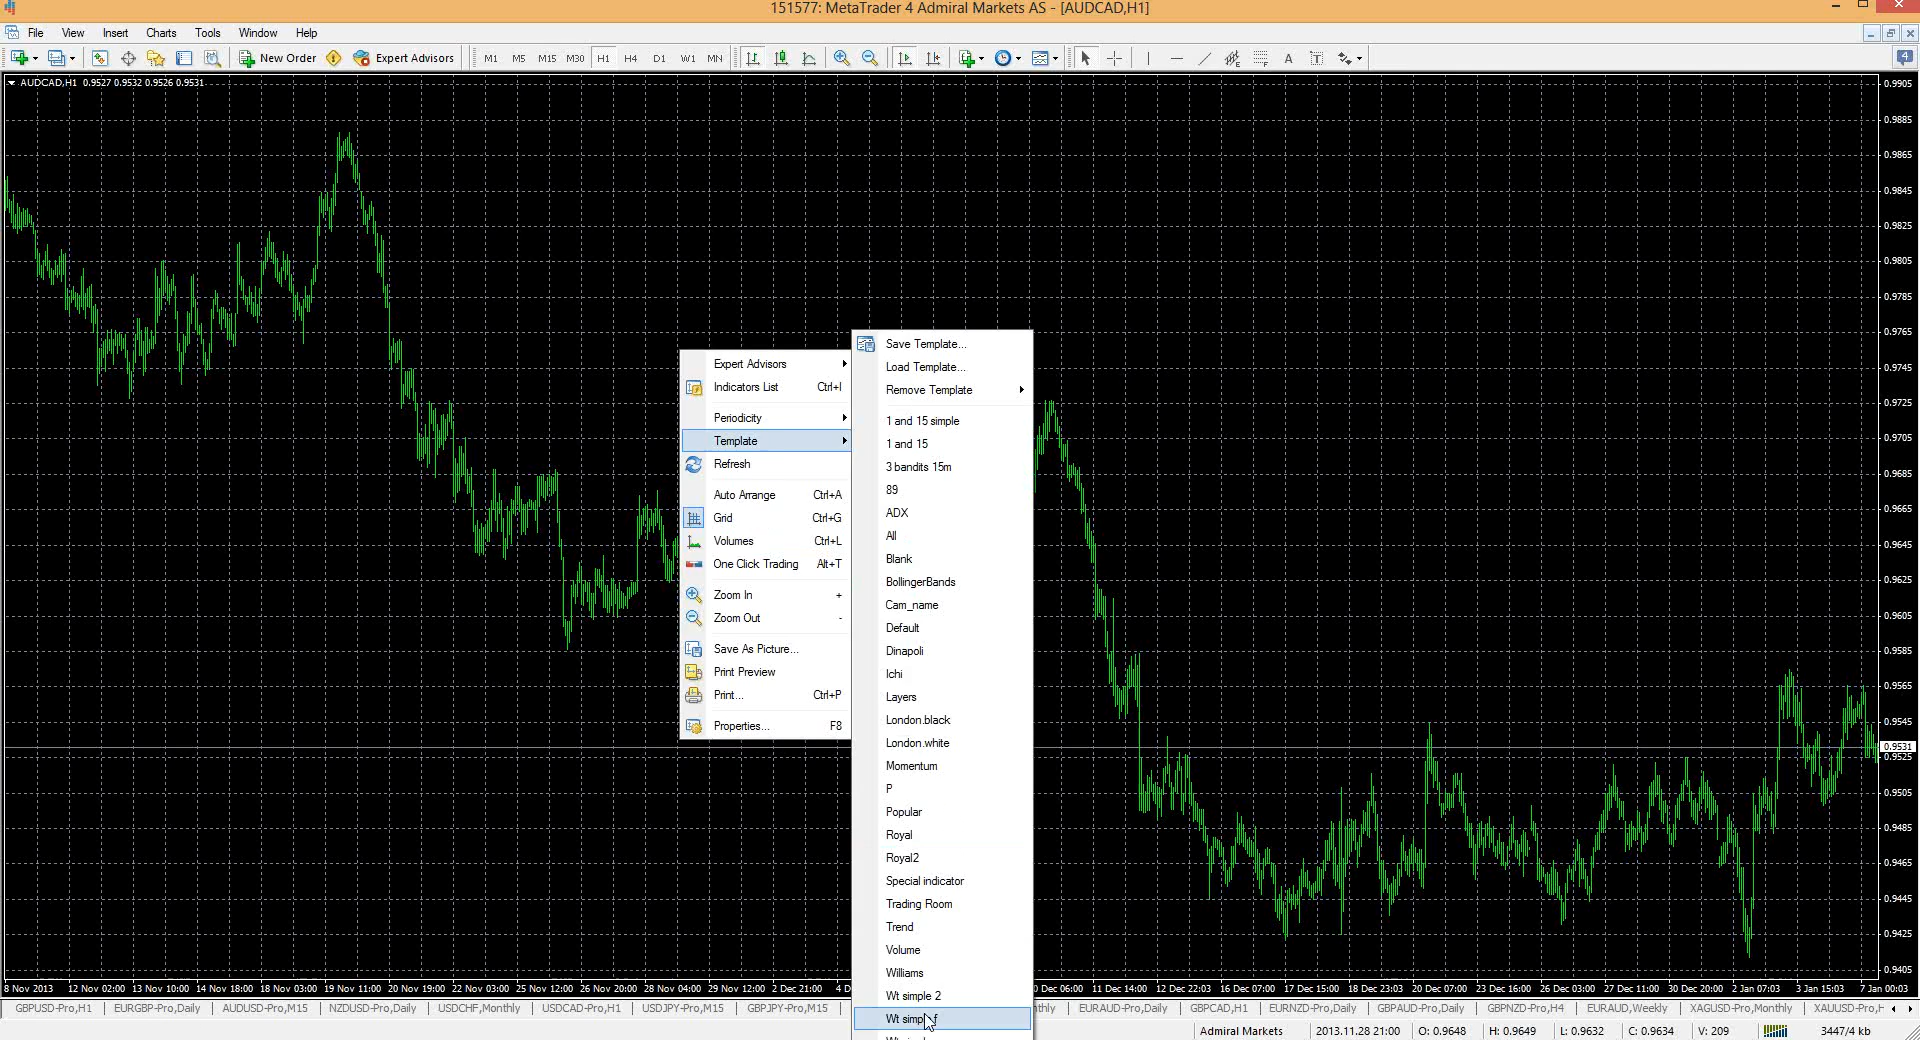 151577: MetaTrader 4 Admiral Markets AS - [AUDCAD,H1]
File View Insert Charts Tools Window Help
New Order Expert Advisors M1 M5 M15 M30 H1 H4 D1 W1 MN A T 4
AUDCAD,H1 0.9527 0.9532 0.9526 0.9531
0.9905
0.9885
0.9865
0.9845
0.9825
0.9805
0.9785
0.9765
0.9745
0.9725
0.9705
0.9685
0.9665
0.9645
0.9625
0.9605
0.9585
0.9565
0.9545
0.9531
0.9525
0.9505
0.9485
0.9465
0.9445
0.9425
0.9405
Expert Advisors
Indicators List Ctrl+I
Periodicity
Template
Refresh
Auto Arrange Ctrl+A
Grid Ctrl+G
Volumes Ctrl+L
One Click Trading Alt+T
Zoom In +
Zoom Out -
Save As Picture...
Print Preview
Print... Ctrl+P
Properties... F8
Save Template...
Load Template...
Remove Template
1 and 15 simple
1 and 15
3 bandits 15m
89
ADX
All
Blank
BollingerBands
Cam_name
Default
Dinapoli
Ichi
Layers
London.black
London.white
Momentum
P
Popular
Royal
Royal2
Special indicator
Trading Room
Trend
Volume
Williams
Wt simple 2
Wt
8 Nov 2013 12 Nov 02:00 13 Nov 10:00 14 Nov 18:00 18 Nov 03:00 19 Nov 11:00 20 Nov 19:00 22 Nov 04:00 25 Nov 12:00 26 Nov 20:00 28 Nov 04:00 29 Nov 12:00 2 Dec 21:00 11 Dec 14:00 12 Dec 22:03 16 Dec 07:00 17 Dec 15:00 18 Dec 23:03 20 Dec 07:00 23 Dec 16:00 26 Dec 03:00 27 Dec 11:00 30 Dec 20:00 2 Jan 07:03 3 Jan 15:03 7 Jan 00:03
GBPUSD-Pro,H1 EURGBP-Pro,Daily AUDUSD-Pro,M15 NZDUSD-Pro,Daily USDCHF,Monthly USDCAD-Pro,H1 USDJPY-Pro,M15 GBPJPY-Pro,M15 EURAUD-Pro,Daily GBPCAD,H1 EURNZD-Pro,Daily GBPAUD-Pro,Daily GBPNZD-Pro,H4 EURAUD,Weekly XAGUSD-Pro,Monthly XAUUSD-Pro,H
Admiral Markets 2013.11.28 21:00 O: 0.9648 H: 0.9649 L: 0.9632 C: 0.9634 V: 209 3447/4 kb